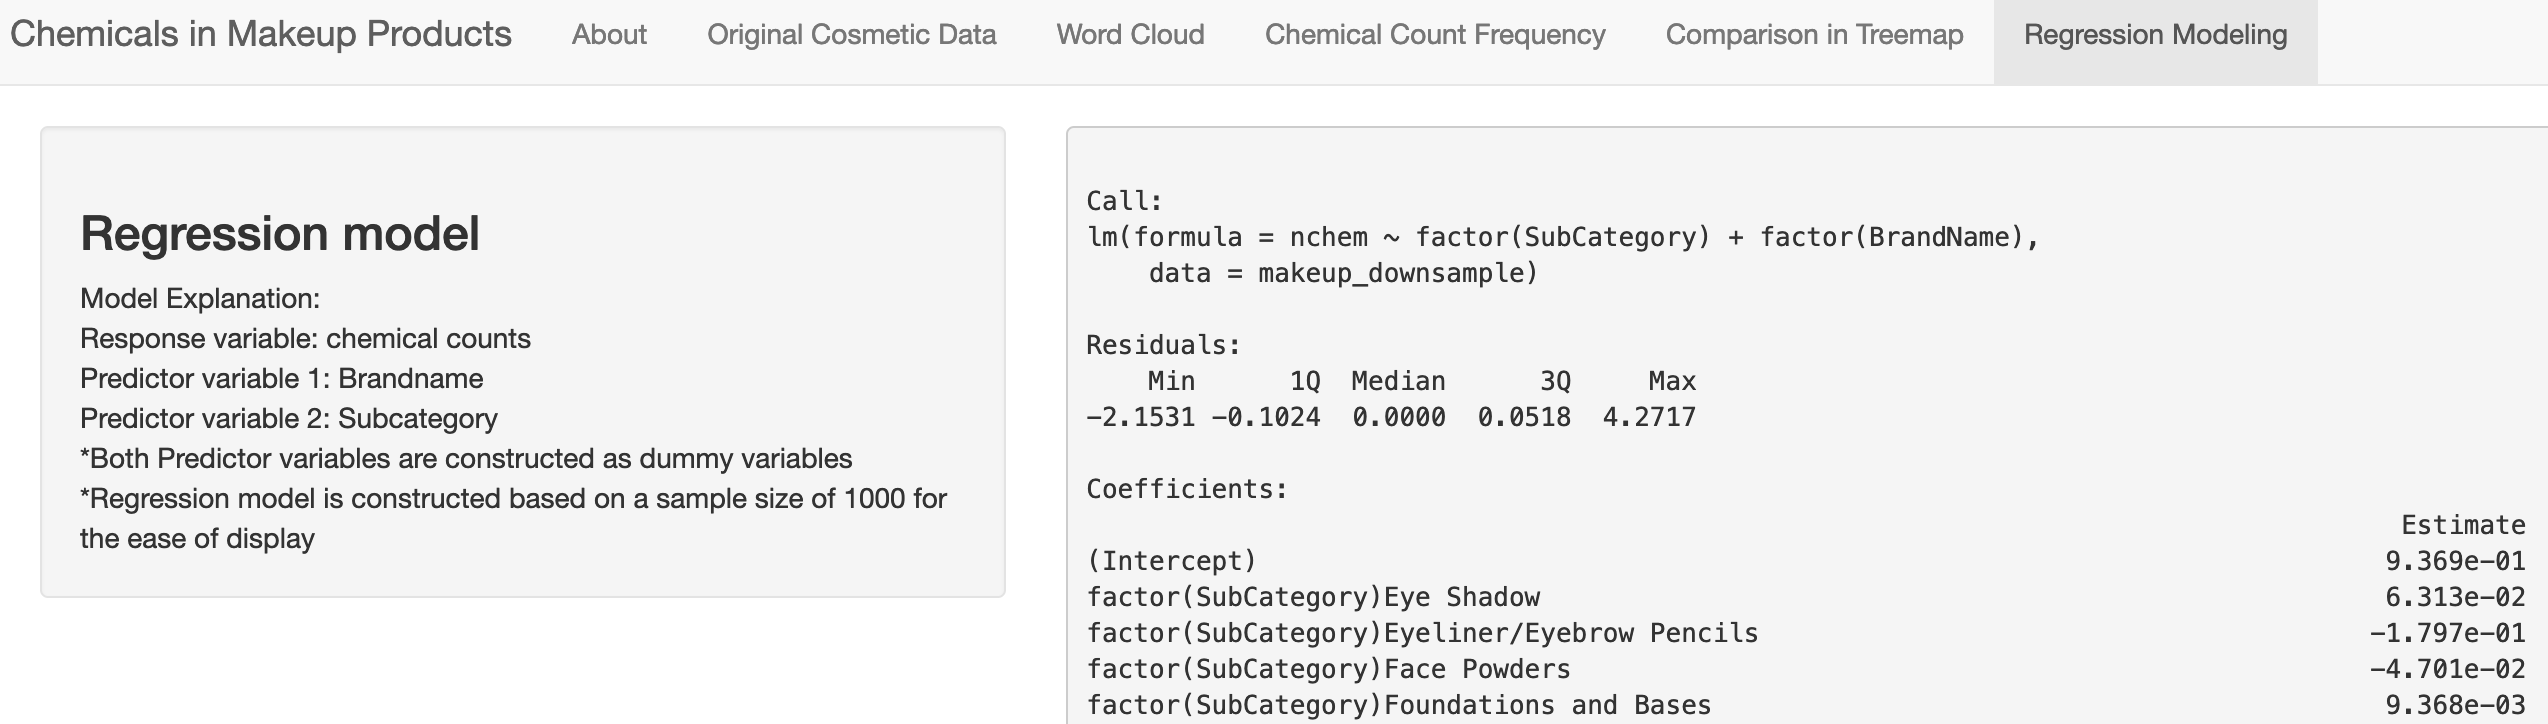 Chemicals in Makeup Products About Original Cosmetic Data Word Cloud Chemical Count Frequency Comparison in Treemap Regression Modeling
Regression model
Model Explanation:
Response variable: chemical counts
Predictor variable 1: Brandname
Predictor variable 2: Subcategory
*Both Predictor variables are constructed as dummy variables
*Regression model is constructed based on a sample size of 1000 for
the ease of display
Call:
lm(formula = nchem ~ factor(SubCategory) + factor(BrandName),
    data = makeup_downsample)
Residuals:
    Min      1Q  Median      3Q     Max
-2.1531 -0.1024  0.0000  0.0518  4.2717
Coefficients:
Estimate
(Intercept) 9.369e-01
factor(SubCategory)Eye Shadow 6.313e-02
factor(SubCategory)Eyeliner/Eyebrow Pencils -1.797e-01
factor(SubCategory)Face Powders -4.701e-02
factor(SubCategory)Foundations and Bases 9.368e-03